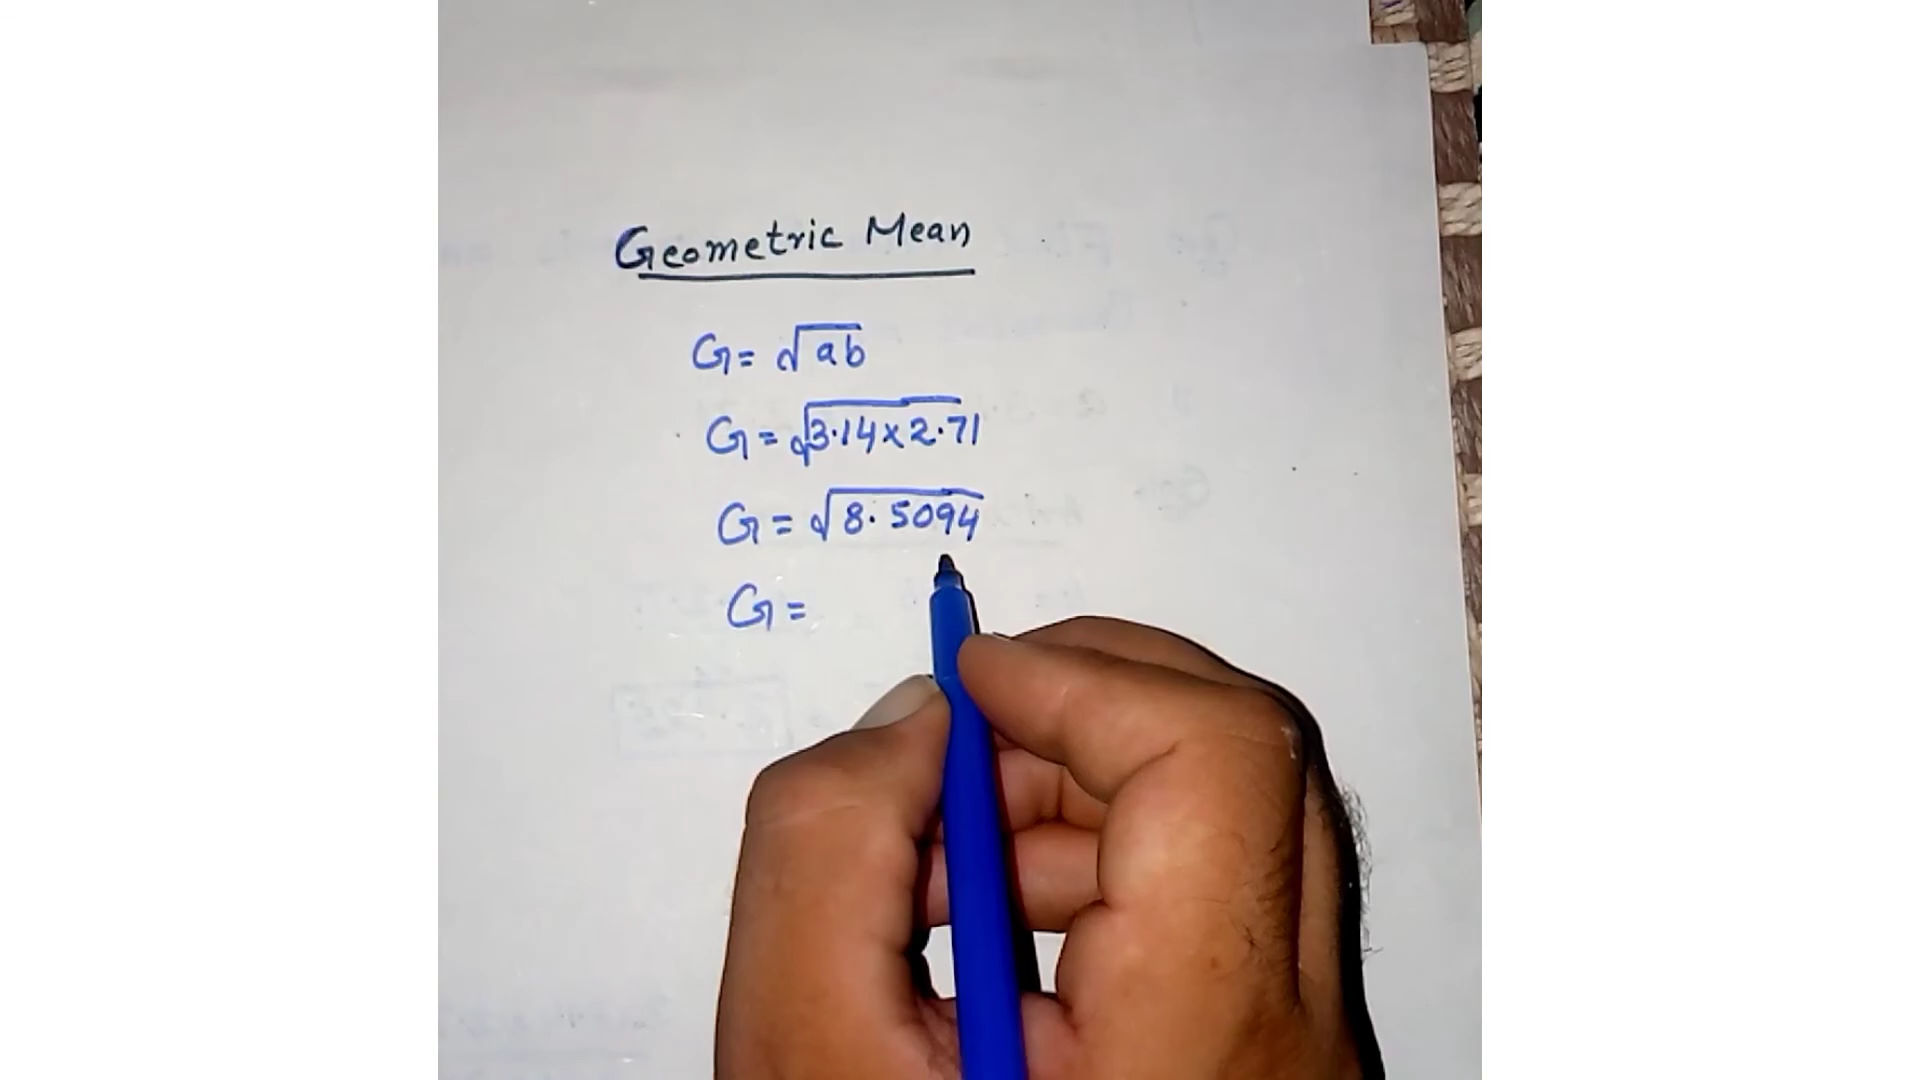 Geometric Mean
G = √ab
G = √3.14×2.71
G = √8.5094
G =